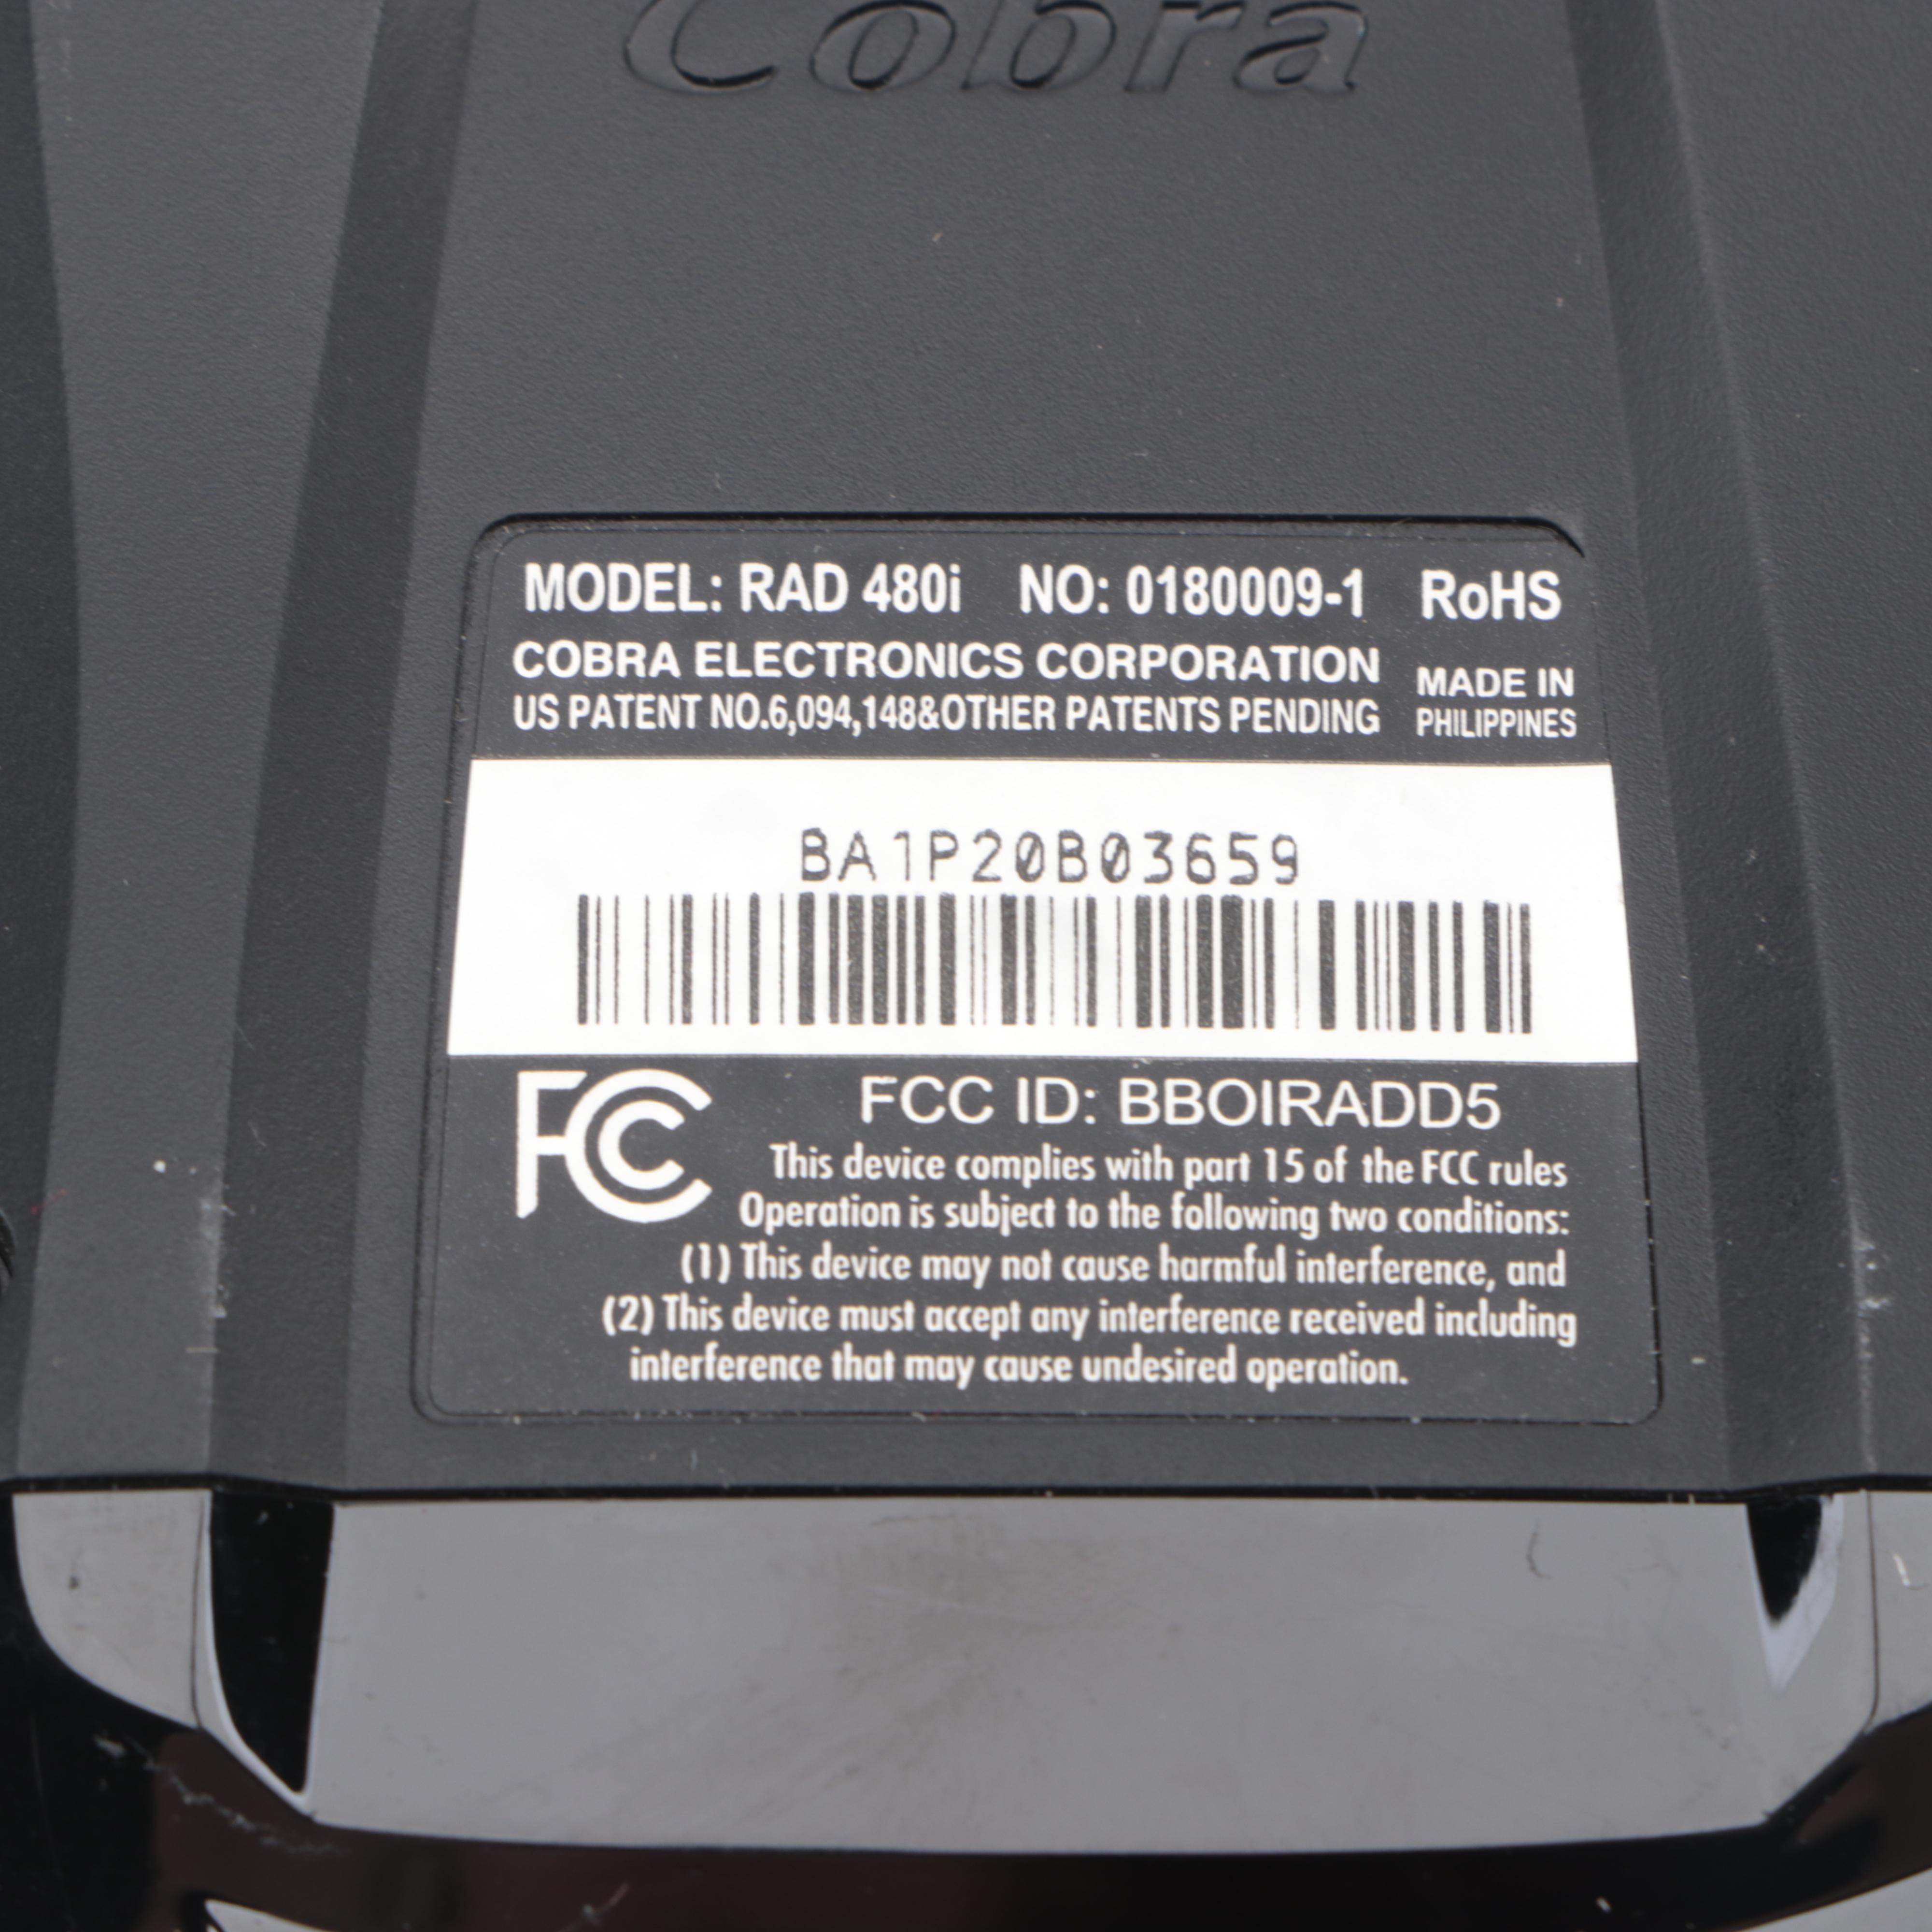 Cobra
MODEL: RAD 480i NO: 0180009-1 RoHS
COBRA ELECTRONICS CORPORATION
US PATENT NO.6,094,148&OTHER PATENTS PENDING
MADE IN
PHILIPPINES
BA1P20B03659
FC
FCC ID: BBOIRADD5
This device complies with part 15 of the FCC rules
Operation is subject to the following two conditions:
(1) This device may not cause harmful interference, and
(2) This device must accept any interference received including
interference that may cause undesired operation.